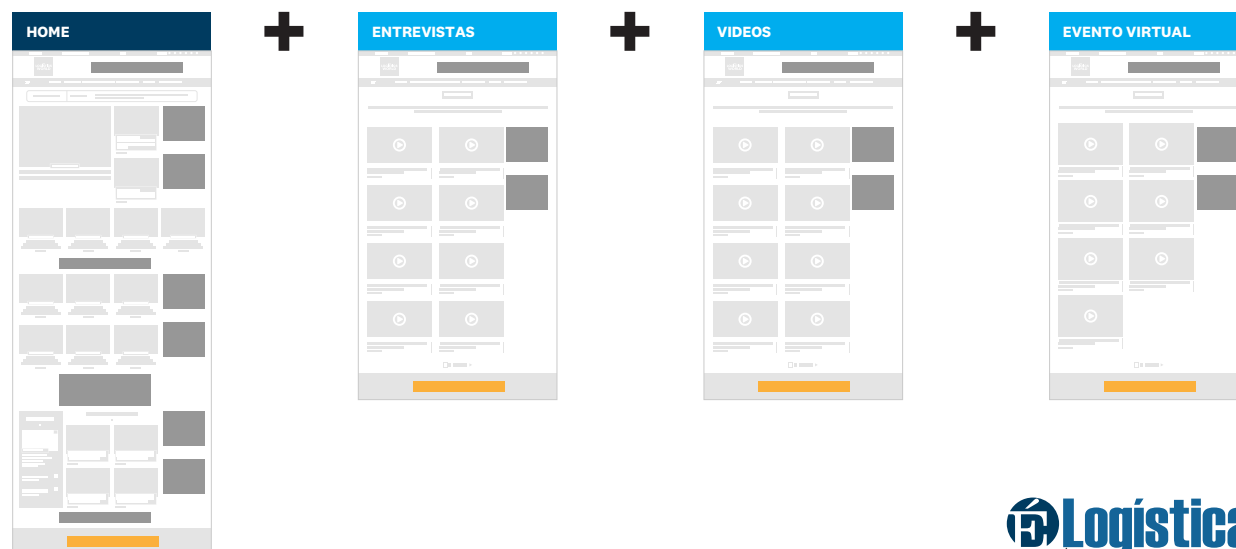 HOME
ENTREVISTAS
VIDEOS
EVENTO VIRTUAL
É Logística